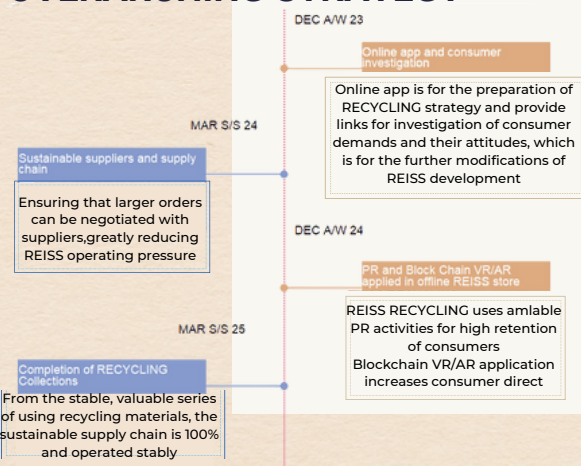 OVERARCHING STRATEGY
DEC A/W 23
Online app and consumer
investigation
Online app is for the preparation of
RECYCLING strategy and provide
links for investigation of consumer
demands and their attitudes, which
is for the further modifications of
REISS development
MAR S/S 24
Sustainable suppliers and supply
chain
Ensuring that larger orders
can be negotiated with
suppliers,greatly reducing
REISS operating pressure
DEC A/W 24
PR and Block Chain VR/AR
applied in offline REISS store
REISS RECYCLING uses amlable
PR activities for high retention
of consumers
Blockchain VR/AR application
increases consumer direct
MAR S/S 25
Completion of RECYCLING
Collections
From the stable, valuable series
of using recycling materials, the
sustainable supply chain is 100%
and operated stably